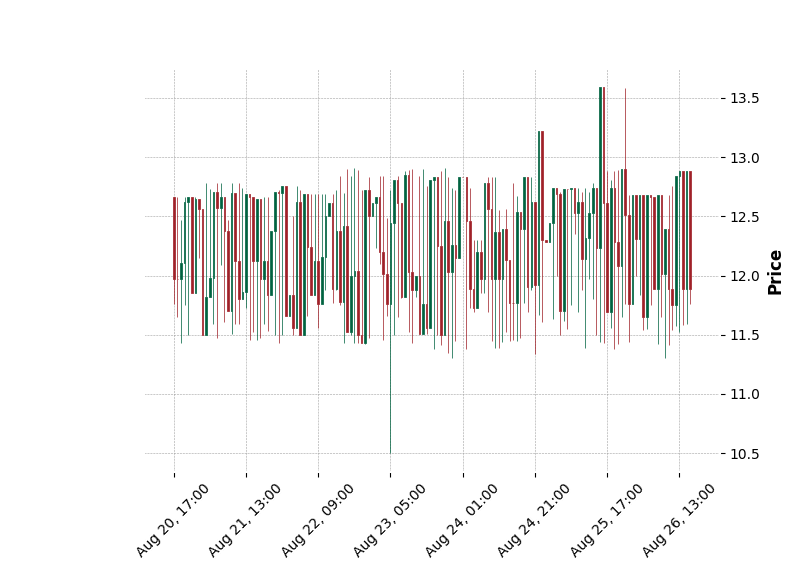 13.5
13.0
12.5
12.0
11.5
11.0
10.5
Price
Aug 20, 17:00
Aug 21, 13:00
Aug 22, 09:00
Aug 23, 05:00
Aug 24, 01:00
Aug 24, 21:00
Aug 25, 17:00
Aug 26, 13:00